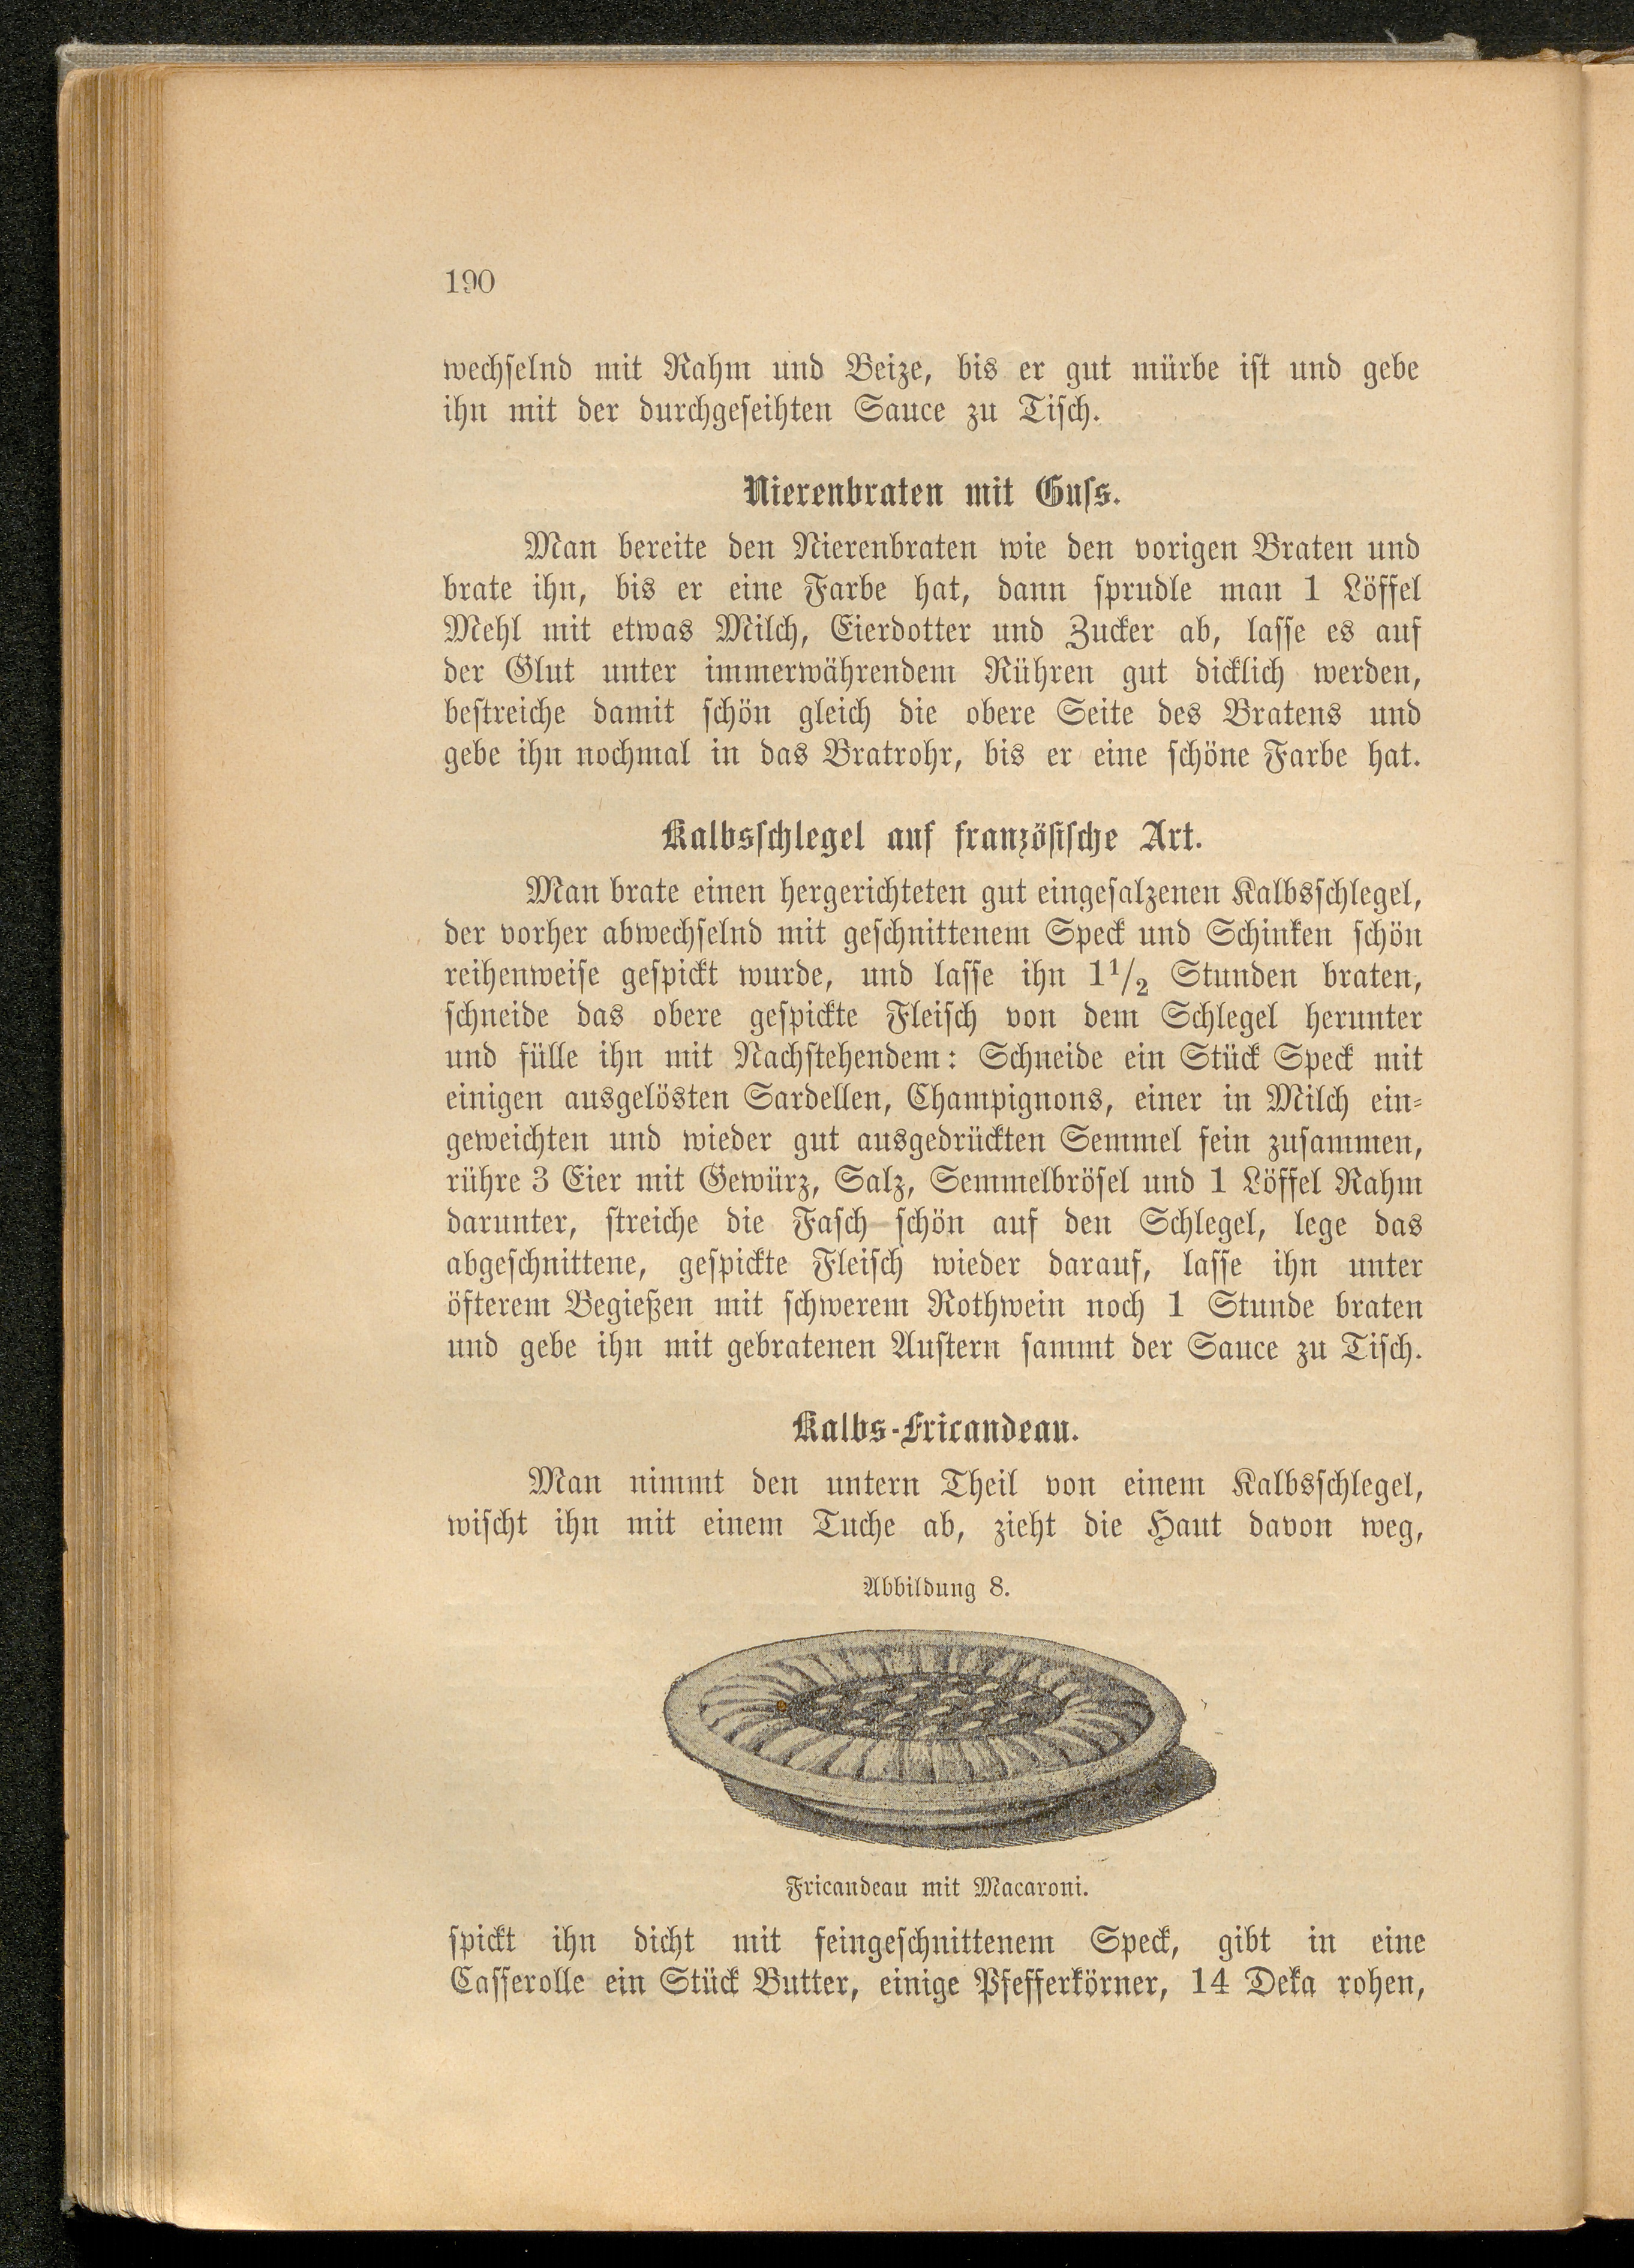 190
wechselnd mit Rahm und Beize, bis er gut mürbe ist und gebe
ihn mit der durchgeseihten Sauce zu Tisch.
Nierenbraten mit Guss.
Man bereite den Nierenbraten wie den vorigen Braten und
brate ihn, bis er eine Farbe hat, dann sprudle man 1 Löffel
Mehl mit etwas Milch, Eierdotter und Zucker ab, lasse es auf
der Glut unter immerwährendem Rühren gut dicklich werden,
bestreiche damit schön gleich die obere Seite des Bratens und
gebe ihn nochmal in das Bratrohr, bis er eine schöne Farbe hat.
Kalbsschlegel auf französische Art.
Man brate einen hergerichteten gut eingesalzenen Kalbsschlegel,
der vorher abwechselnd mit geschnittenem Speck und Schinken schön
reihenweise gespickt wurde, und lasse ihn 1 1/2 Stunden braten,
schneide das obere gespickte Fleisch von dem Schlegel herunter
und fülle ihn mit Nachstehendem: Schneide ein Stück Speck mit
einigen ausgelösten Sardellen, Champignons, einer in Milch ein-
geweichten und wieder gut ausgedrückten Semmel fein zusammen,
rühre 3 Eier mit Gewürz, Salz, Semmelbrösel und 1 Löffel Rahm
darunter, streiche die Fasch schön auf den Schlegel, lege das
abgeschnittene, gespickte Fleisch wieder darauf, lasse ihn unter
öfterem Begießen mit schwerem Rothwein noch 1 Stunde braten
und gebe ihn mit gebratenen Austern sammt der Sauce zu Tisch.
Kalbs-Fricandeau.
Man nimmt den untern Theil von einem Kalbsschlegel,
wischt ihn mit einem Tuche ab, zieht die Haut davon weg,
Abbildung 8.
Fricandeau mit Macaroni.
spickt ihn dicht mit feingeschnittenem Speck, gibt in eine
Casserolle ein Stück Butter, einige Pfefferkörner, 14 Deka rohen,